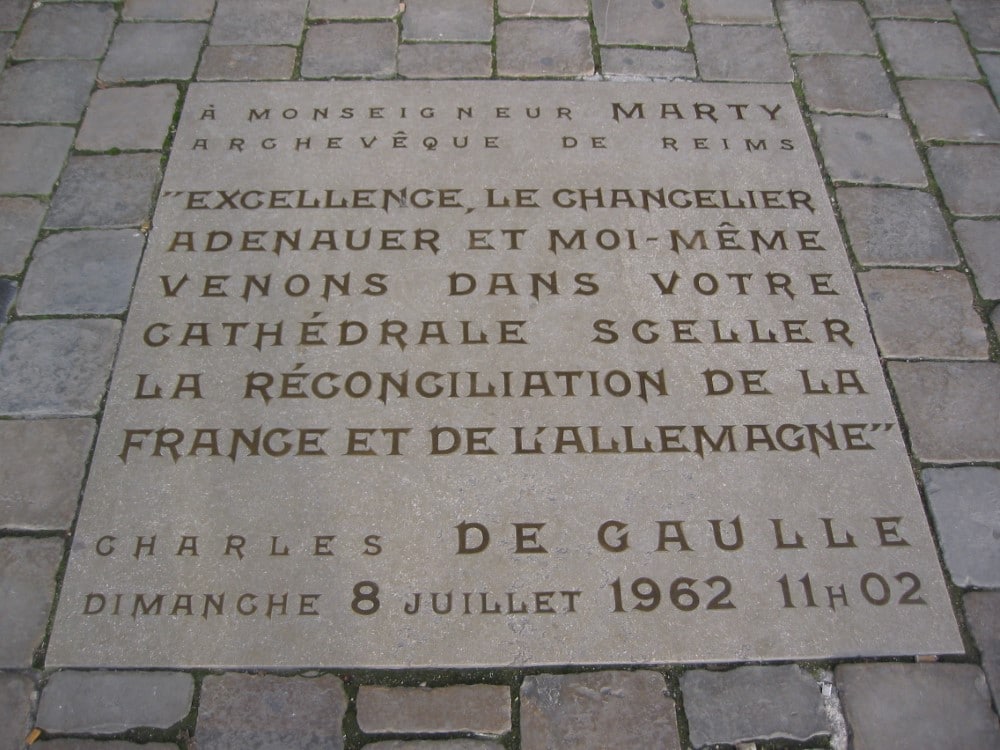 À MONSEIGNEUR MARTY
ARCHEVÊQUE DE REIMS
"EXCELLENCE, LE CHANCELIER
ADENAUER ET MOI-MÊME
VENONS DANS VOTRE
CATHÉDRALE SCELLER
LA RÉCONCILIATION DE LA
FRANCE ET DE L'ALLEMAGNE"
CHARLES DE GAULLE
DIMANCHE 8 JUILLET 1962 11H02